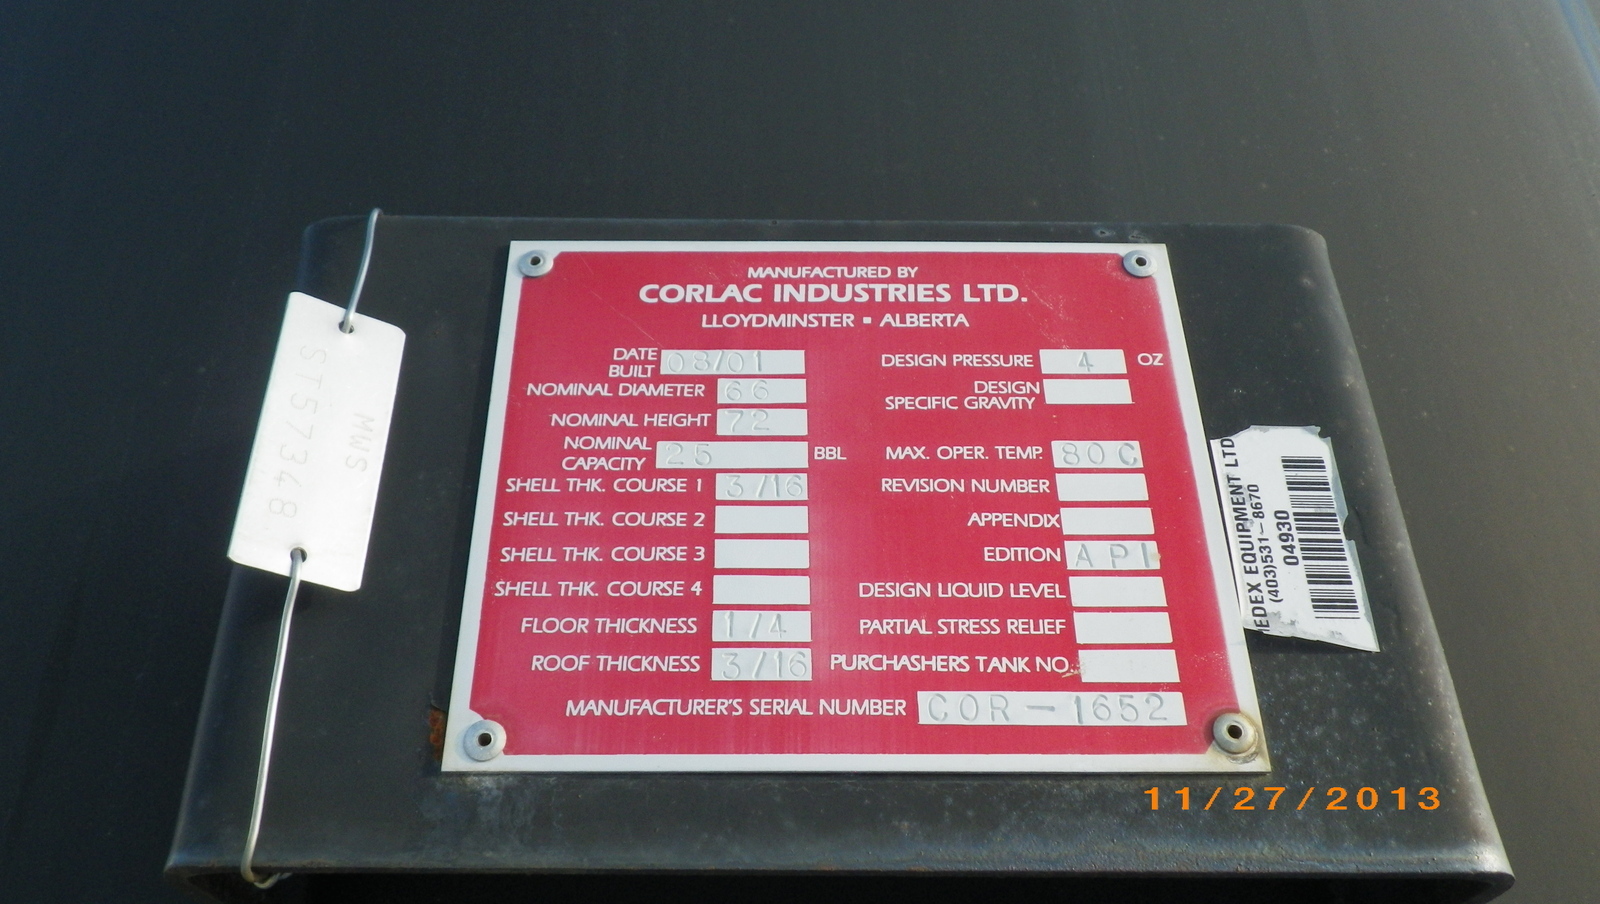 MANUFACTURED BY
CORLAC INDUSTRIES LTD.
LLOYDMINSTER ▪ ALBERTA
DATE BUILT 08/01
NOMINAL DIAMETER 66
NOMINAL HEIGHT 72
NOMINAL CAPACITY 25 BBL
SHELL THK. COURSE 1 3/16
SHELL THK. COURSE 2
SHELL THK. COURSE 3
SHELL THK. COURSE 4
FLOOR THICKNESS 1/4
ROOF THICKNESS 3/16
DESIGN PRESSURE 4 OZ
DESIGN SPECIFIC GRAVITY
MAX. OPER. TEMP. 80C
REVISION NUMBER
APPENDIX
EDITION API
DESIGN LIQUID LEVEL
PARTIAL STRESS RELIEF
PURCHASHERS TANK NO.
MANUFACTURER'S SERIAL NUMBER COR-1652
MWS
ST57348
EDEX EQUIPMENT LTD
(403)531-8670
04930
11/27/2013